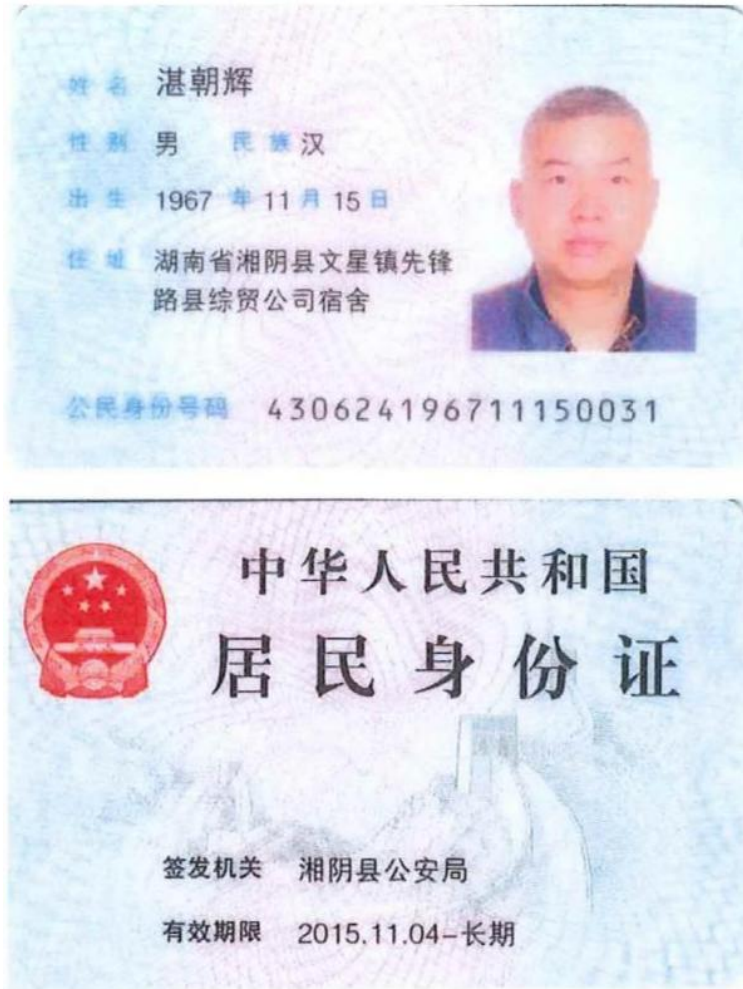 姓名 湛朝辉
性别 男 民族 汉
出生 1967 年 11 月 15 日
住址 湖南省湘阴县文星镇先锋
路县综贸公司宿舍
公民身份号码 430624196711150031
中华人民共和国
居民身份证
签发机关 湘阴县公安局
有效期限 2015.11.04-长期